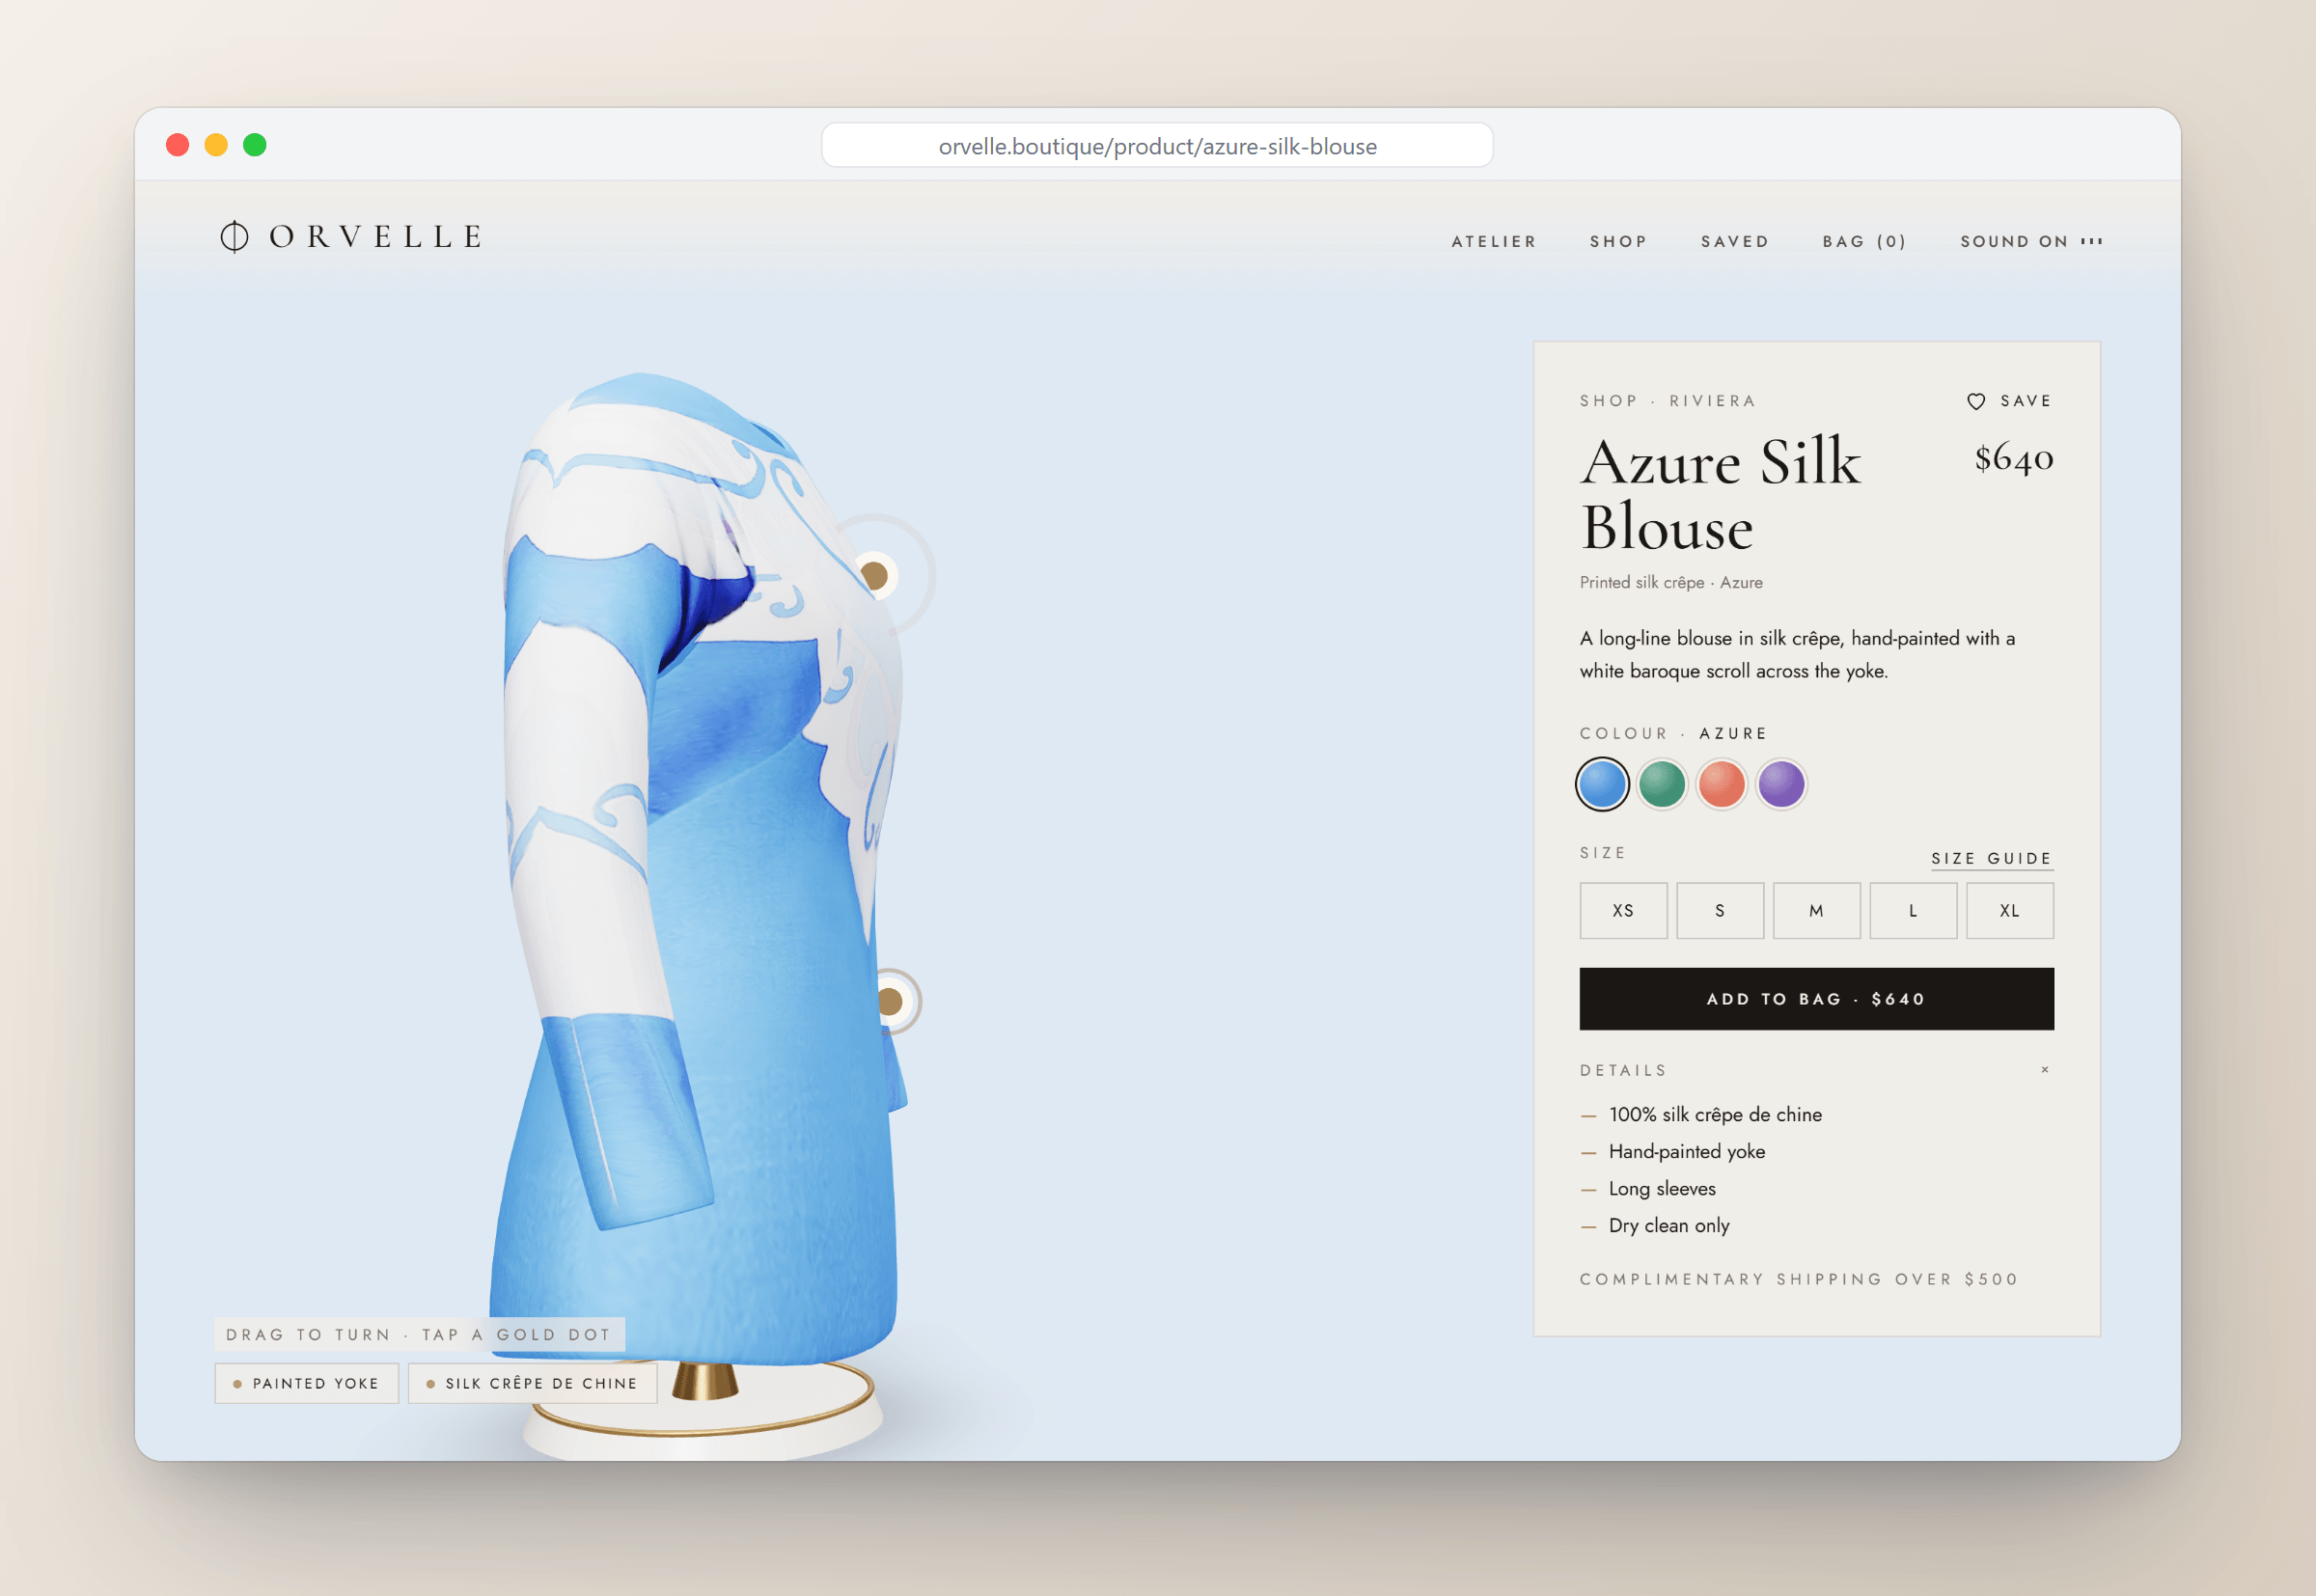 orvelle.boutique/product/azure-silk-blouse
ORVELLE
ATELIER SHOP SAVED BAG (0) SOUND ON
SHOP · RIVIERA
SAVE
Azure Silk
Blouse
$640
Printed silk crêpe · Azure
A long-line blouse in silk crêpe, hand-painted with a
white baroque scroll across the yoke.
COLOUR · AZURE
SIZE
SIZE GUIDE
XS S M L XL
ADD TO BAG · $640
DETAILS ×
— 100% silk crêpe de chine
— Hand-painted yoke
— Long sleeves
— Dry clean only
COMPLIMENTARY SHIPPING OVER $500
DRAG TO TURN · TAP A GOLD DOT
PAINTED YOKE
SILK CRÊPE DE CHINE